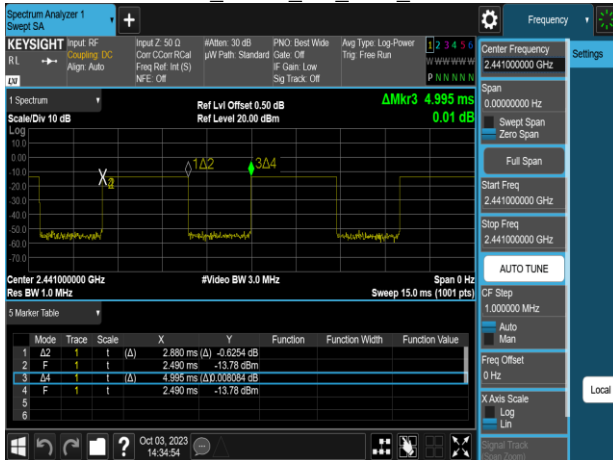 Spectrum Analyzer 1
Swept SA
+
Frequency
KEYSIGHT Input: RF
R L
Coupling: DC
Align: Auto
LXI
Input Z: 50 Ω
Corr CCorr RCal
Freq Ref: Int (S)
NFE: Off
#Atten: 30 dB
µW Path: Standard
PNO: Best Wide
Gate: Off
IF Gain: Low
Sig Track: Off
Avg Type: Log-Power
Trig: Free Run
1 2 3 4 5 6
W W W W W W
P N N N N N
Center Frequency
2.441000000 GHz
Settings
Span
0.00000000 Hz
Swept Span
Zero Span
Full Span
Start Freq
2.441000000 GHz
Stop Freq
2.441000000 GHz
AUTO TUNE
CF Step
1.000000 MHz
Auto
Man
Freq Offset
0 Hz
X Axis Scale
Log
Lin
Signal Track
(Span Zoom)
Local
1 Spectrum
Scale/Div 10 dB
Ref Lvl Offset 0.50 dB
Ref Level 20.00 dBm
ΔMkr3 4.995 ms
0.01 dB
Log
10.0
0.00
-10.0
-20.0
-30.0
-40.0
-50.0
-60.0
-70.0
X2
1Δ2
3Δ4
Center 2.441000000 GHz
Res BW 1.0 MHz
#Video BW 3.0 MHz
Span 0 Hz
Sweep 15.0 ms (1001 pts)
5 Marker Table
Mode Trace Scale X Y Function Function Width Function Value
1 Δ2 1 t (Δ) 2.880 ms (Δ) -0.6254 dB
2 F 1 t 2.490 ms -13.78 dBm
3 Δ4 1 t (Δ) 4.995 ms (Δ) 0.008084 dB
4 F 1 t 2.490 ms -13.78 dBm
5
6
?
Oct 03, 2023
14:34:54